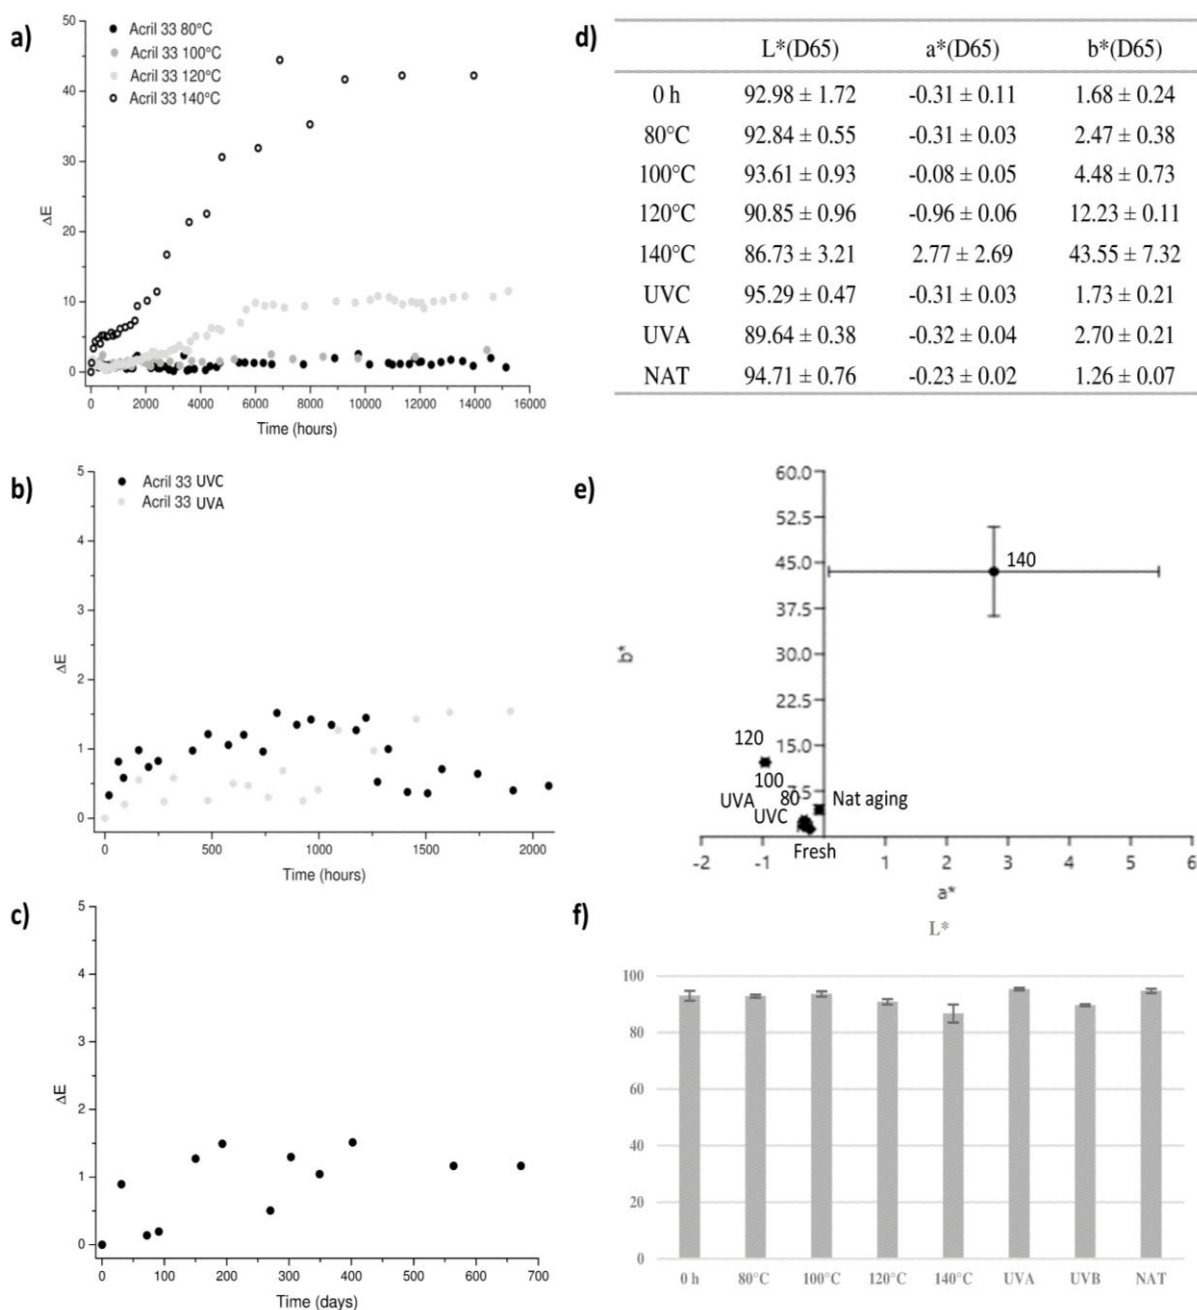 a)
50
40
30
20
10
0
ΔE
Acril 33 80°C
Acril 33 100°C
Acril 33 120°C
Acril 33 140°C
0 2000 4000 6000 8000 10000 12000 14000 16000
Time (hours)
d)
L*(D65) a*(D65) b*(D65)
0 h 92.98 ± 1.72 -0.31 ± 0.11 1.68 ± 0.24
80°C 92.84 ± 0.55 -0.31 ± 0.03 2.47 ± 0.38
100°C 93.61 ± 0.93 -0.08 ± 0.05 4.48 ± 0.73
120°C 90.85 ± 0.96 -0.96 ± 0.06 12.23 ± 0.11
140°C 86.73 ± 3.21 2.77 ± 2.69 43.55 ± 7.32
UVC 95.29 ± 0.47 -0.31 ± 0.03 1.73 ± 0.21
UVA 89.64 ± 0.38 -0.32 ± 0.04 2.70 ± 0.21
NAT 94.71 ± 0.76 -0.23 ± 0.02 1.26 ± 0.07
b)
5
4
3
2
1
0
ΔE
Acril 33 UVC
Acril 33 UVA
0 500 1000 1500 2000
Time (hours)
e)
60.0
52.5
45.0
37.5
30.0
22.5
15.0
7.5
b*
140
120
100
80
UVA
UVC
Nat aging
Fresh
-2 -1 1 2 3 4 5 6
a*
c)
5
4
3
2
1
0
ΔE
0 100 200 300 400 500 600 700
Time (days)
f)
L*
100
80
60
40
20
0
0 h 80°C 100°C 120°C 140°C UVA UVB NAT